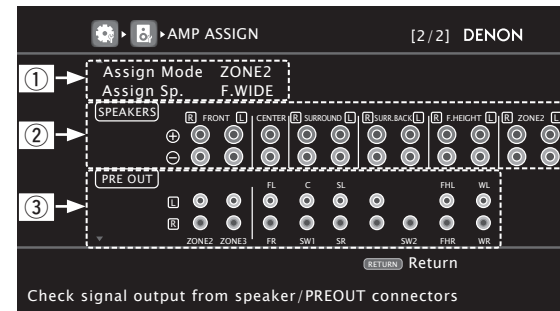 AMP ASSIGN [2/2] DENON
① Assign Mode ZONE2
Assign Sp. F.WIDE
② SPEAKERS
R FRONT L CENTER R SURROUND L R SURR.BACK L R F.HEIGHT L R ZONE2 L
+
−
③ PRE OUT
FL C SL FHL WL
L
R
ZONE2 ZONE3 FR SW1 SR SW2 FHR WR
RETURN Return
Check signal output from speaker/PREOUT connectors